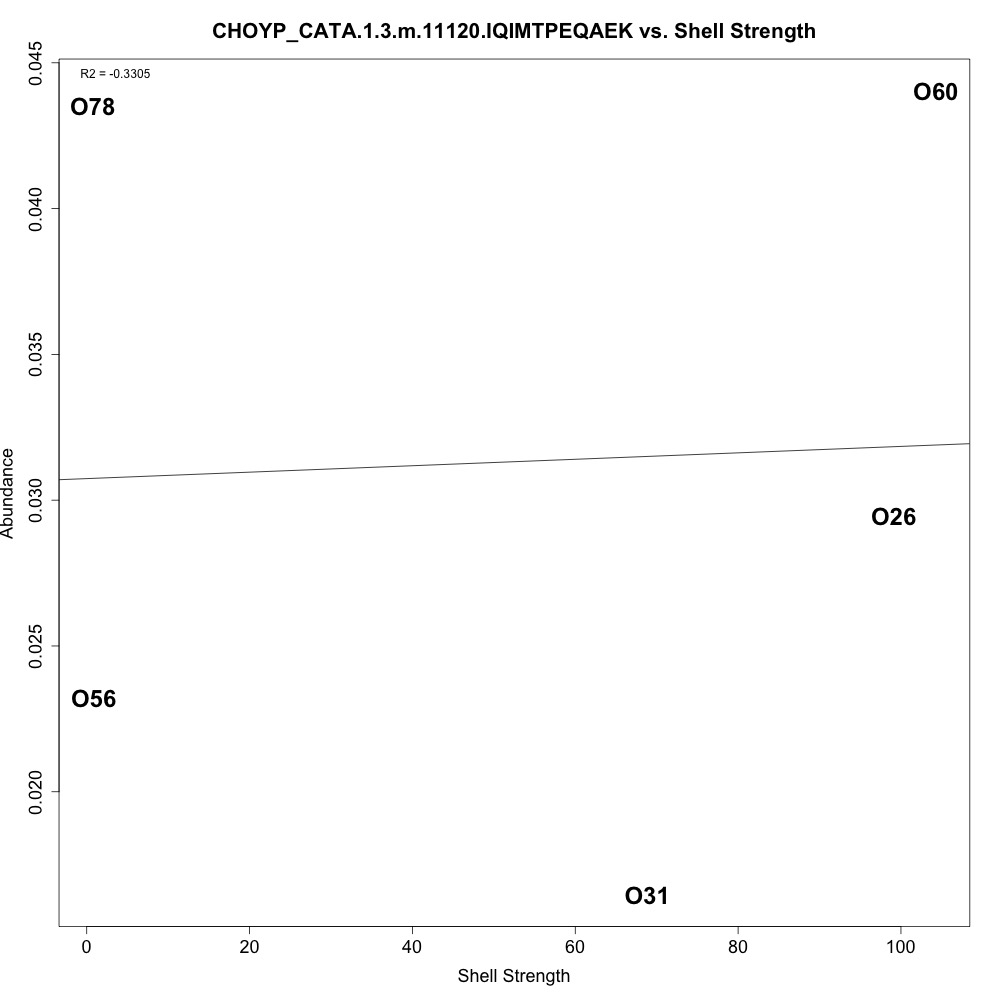 CHOYP_CATA.1.3.m.11120.IQIMTPEQAEK vs. Shell Strength
R2 = -0.3305
O78
O60
O26
O56
O31
0.045
0.040
0.035
0.030
0.025
0.020
Abundance
0 20 40 60 80 100
Shell Strength